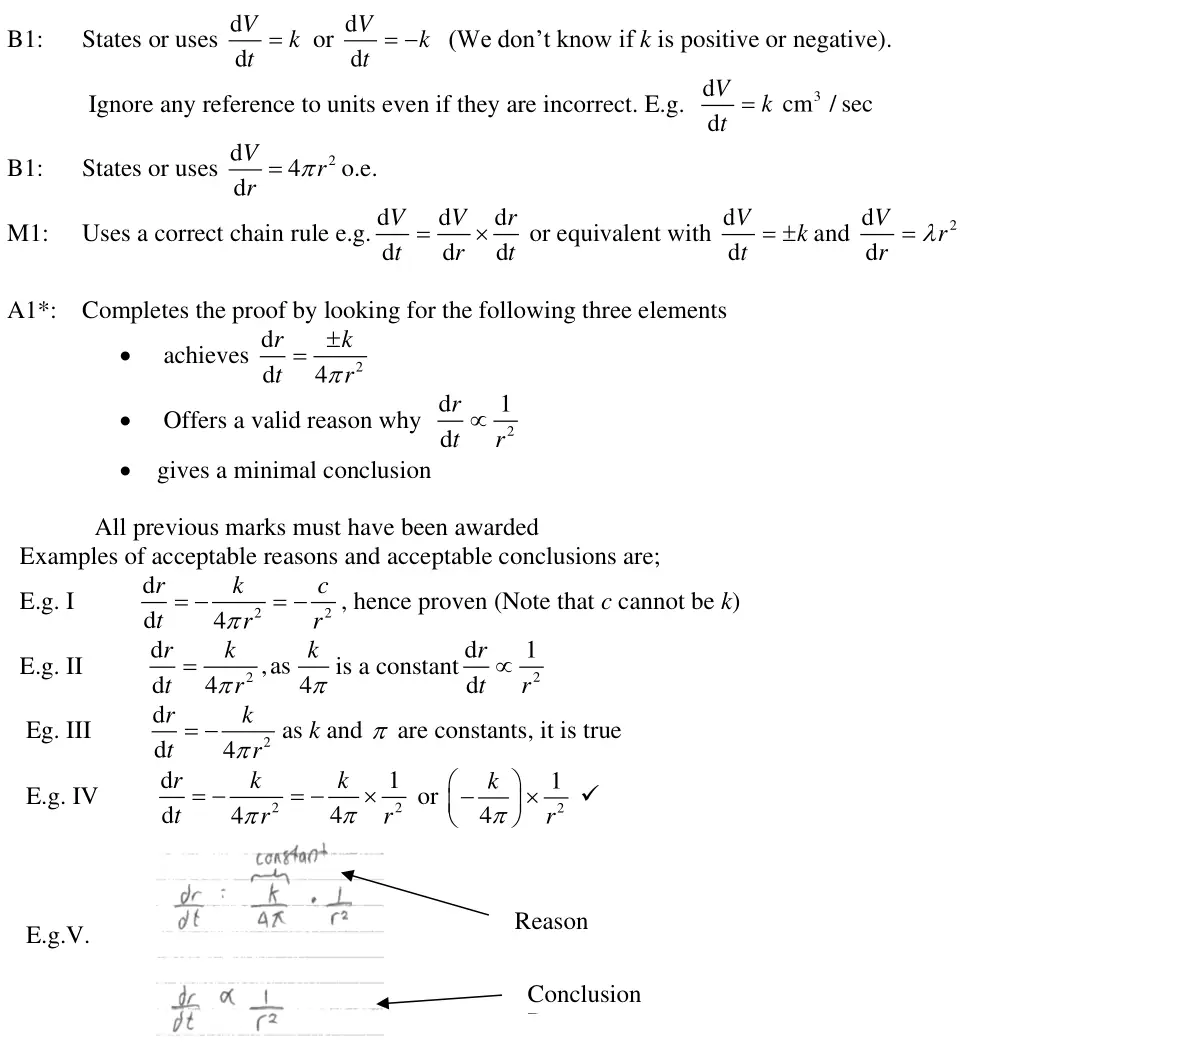 B1: States or uses dV/dt = k or dV/dt = −k (We don't know if k is positive or negative).
Ignore any reference to units even if they are incorrect. E.g. dV/dt = k cm³ / sec
B1: States or uses dV/dr = 4πr² o.e.
M1: Uses a correct chain rule e.g. dV/dt = dV/dr × dr/dt or equivalent with dV/dt = ±k and dV/dr = λr²
A1*: Completes the proof by looking for the following three elements
• achieves dr/dt = ±k/4πr²
• Offers a valid reason why dr/dt ∝ 1/r²
• gives a minimal conclusion
All previous marks must have been awarded
Examples of acceptable reasons and acceptable conclusions are;
E.g. I dr/dt = −k/4πr² = −c/r², hence proven (Note that c cannot be k)
E.g. II dr/dt = k/4πr², as k/4π is a constant dr/dt ∝ 1/r²
Eg. III dr/dt = −k/4πr² as k and π are constants, it is true
E.g. IV dr/dt = −k/4πr² = −k/4π × 1/r² or (−k/4π) × 1/r² ✓
constant
dr/dt : k/4π . 1/r²
Reason
E.g.V.
dr/dt ∝ 1/r²
Conclusion